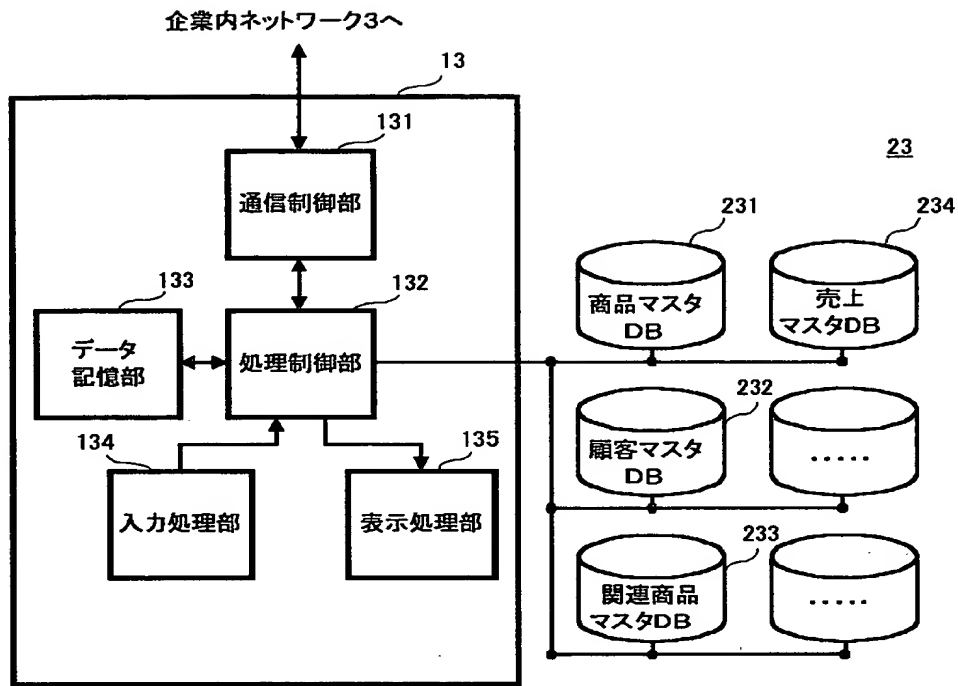 企業内ネットワーク3へ
13
131
通信制御部
23
231
234
商品マスタ
DB
売上
マスタDB
133
132
データ
記憶部
処理制御部
232
顧客マスタ
DB
.....
134
135
入力処理部
表示処理部
233
関連商品
マスタDB
.....